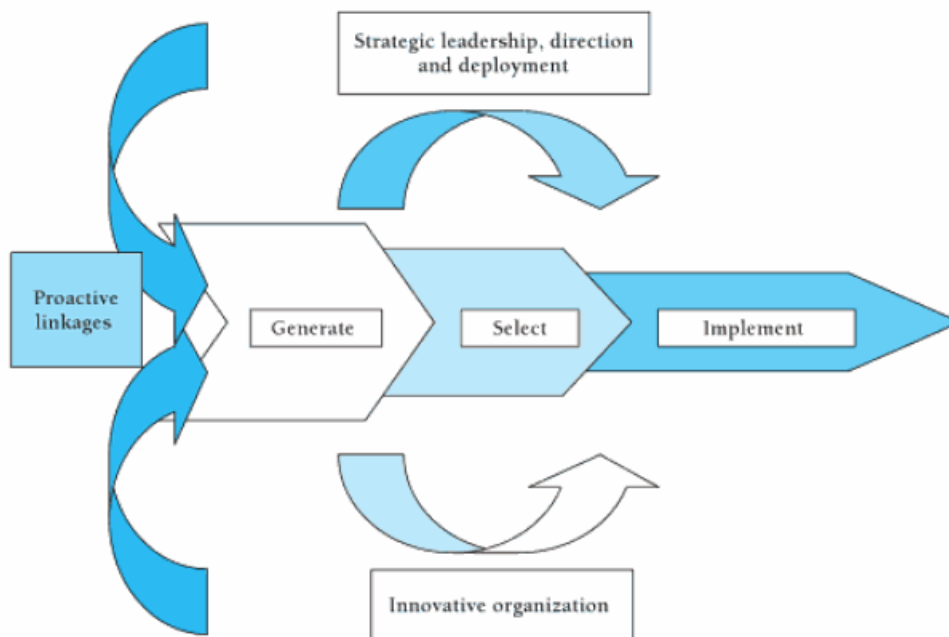 Strategic leadership, direction
and deployment
Proactive
linkages
Generate
Select
Implement
Innovative organization